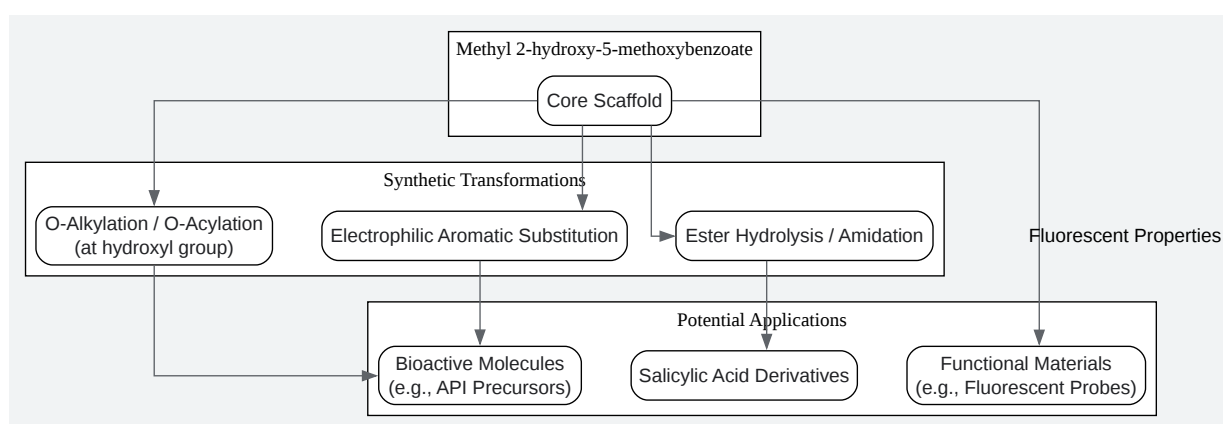 Methyl 2-hydroxy-5-methoxybenzoate
Core Scaffold
Synthetic Transformations
O-Alkylation / O-Acylation
(at hydroxyl group)
Electrophilic Aromatic Substitution
Ester Hydrolysis / Amidation
Fluorescent Properties
Potential Applications
Bioactive Molecules
(e.g., API Precursors)
Salicylic Acid Derivatives
Functional Materials
(e.g., Fluorescent Probes)